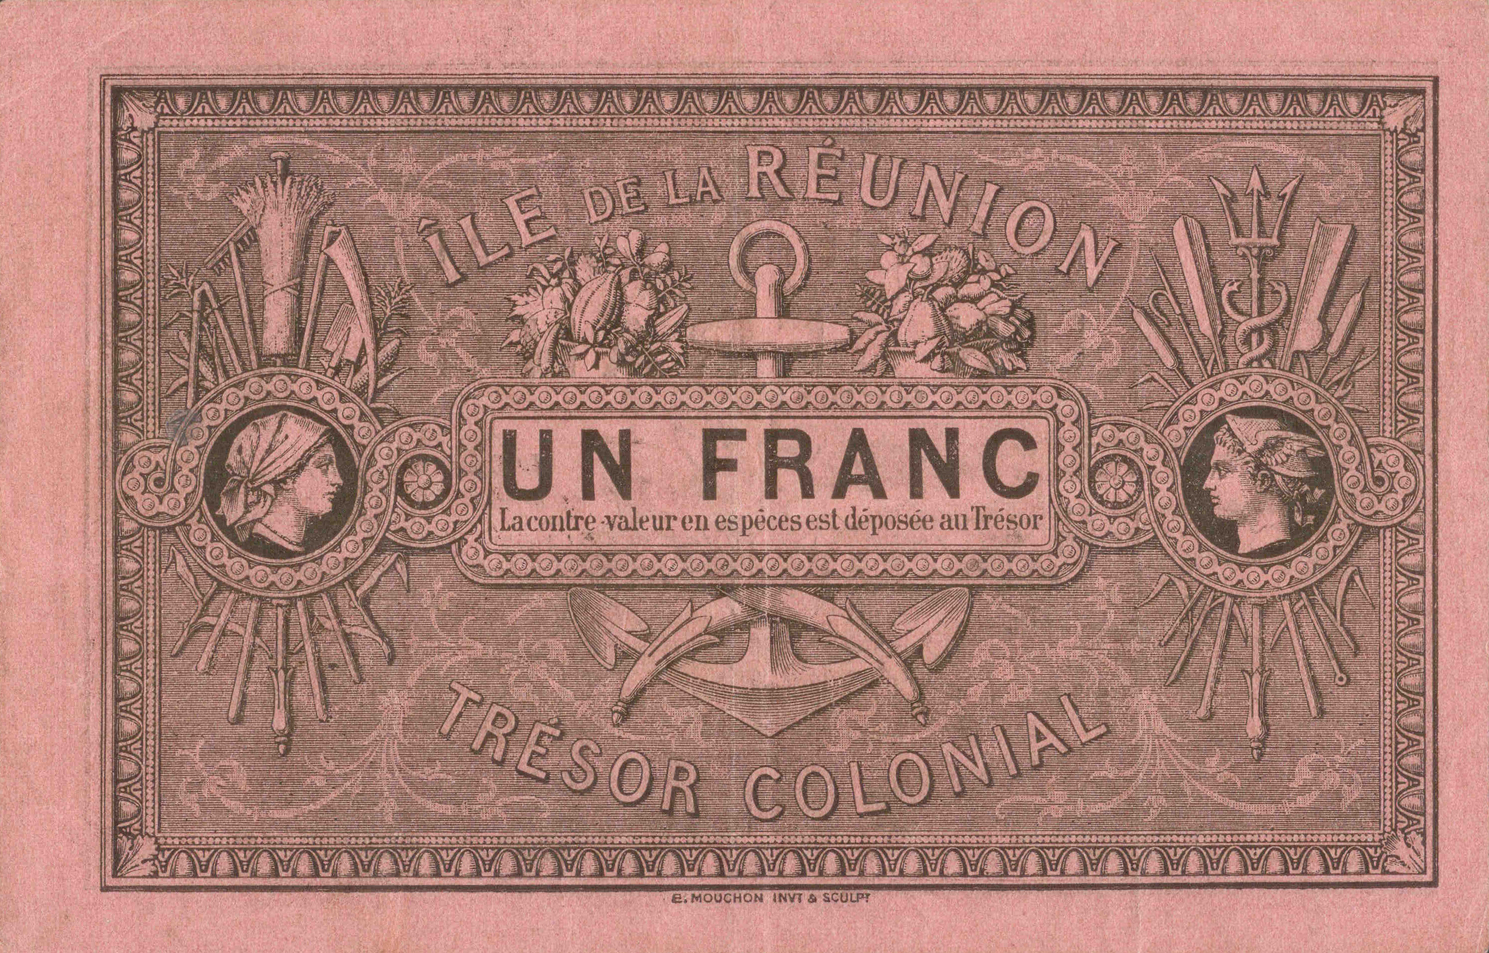 ÎLE DE LA RÉUNION
UN FRANC
La contre-valeur en espèces est déposée au Trésor
TRÉSOR COLONIAL
E. MOUCHON INVT & SCULPT